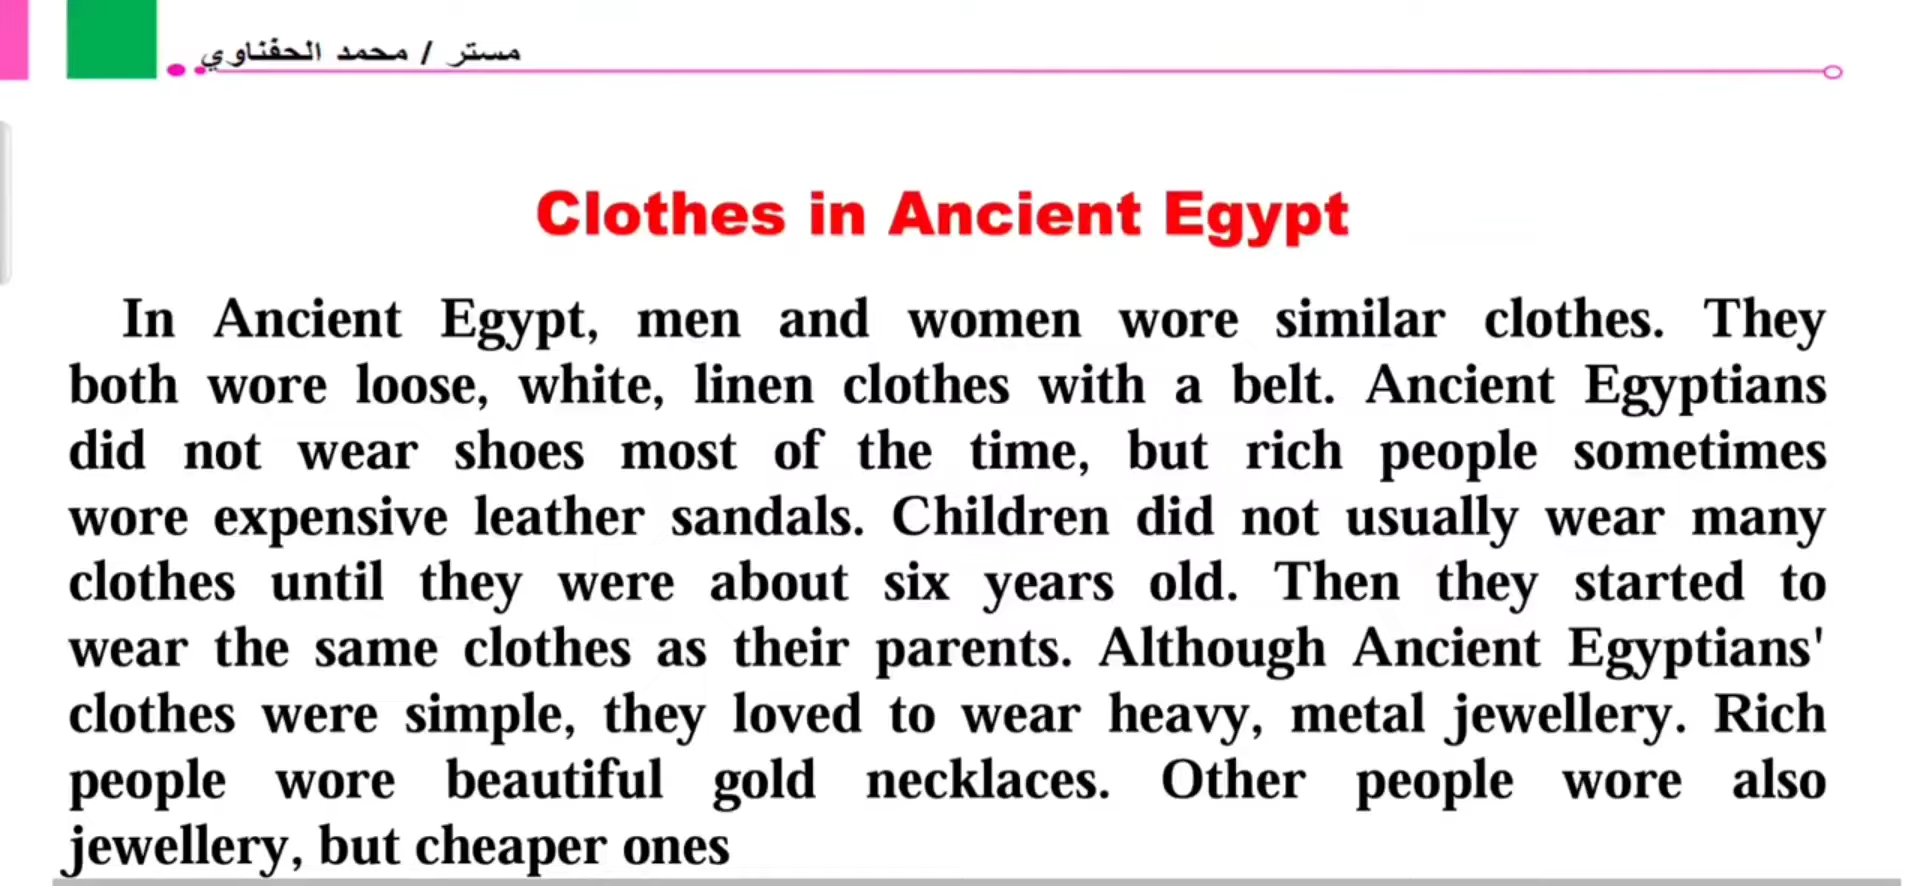 مستر / محمد الحفناوي
Clothes in Ancient Egypt
In Ancient Egypt, men and women wore similar clothes. They
both wore loose, white, linen clothes with a belt. Ancient Egyptians
did not wear shoes most of the time, but rich people sometimes
wore expensive leather sandals. Children did not usually wear many
clothes until they were about six years old. Then they started to
wear the same clothes as their parents. Although Ancient Egyptians'
clothes were simple, they loved to wear heavy, metal jewellery. Rich
people wore beautiful gold necklaces. Other people wore also
jewellery, but cheaper ones